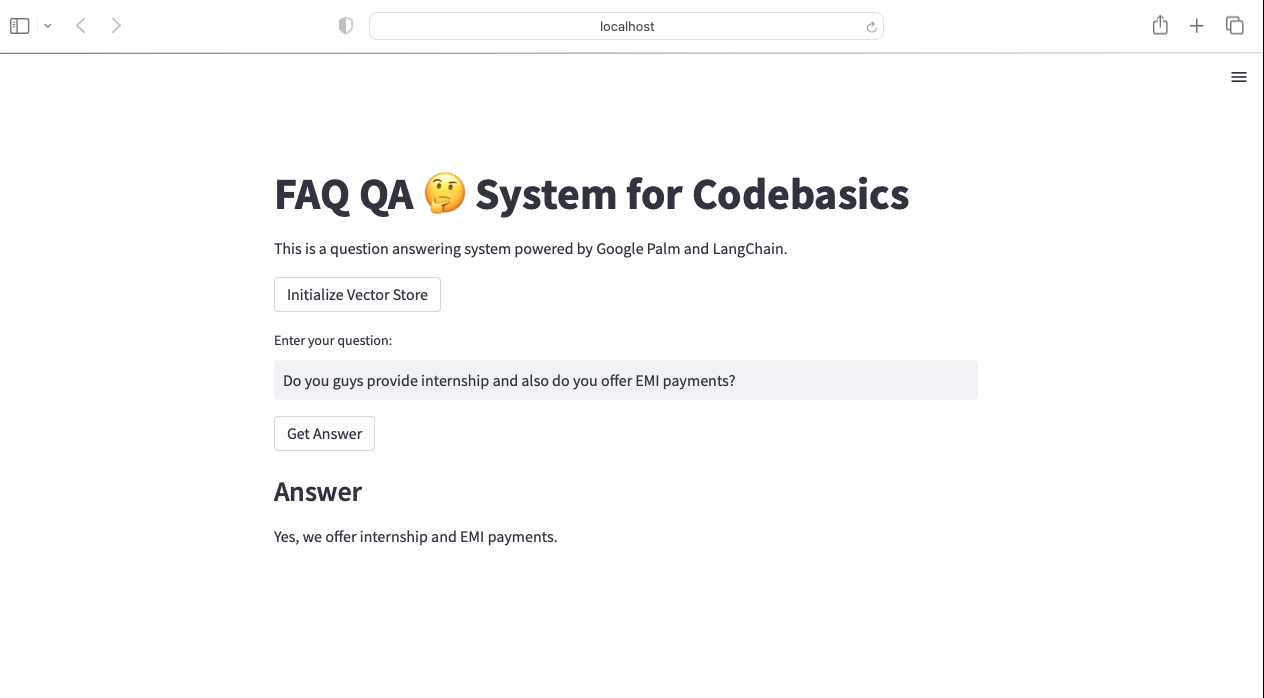 localhost
FAQ QA 🤔 System for Codebasics
This is a question answering system powered by Google Palm and LangChain.
Initialize Vector Store
Enter your question:
Do you guys provide internship and also do you offer EMI payments?
Get Answer
Answer
Yes, we offer internship and EMI payments.